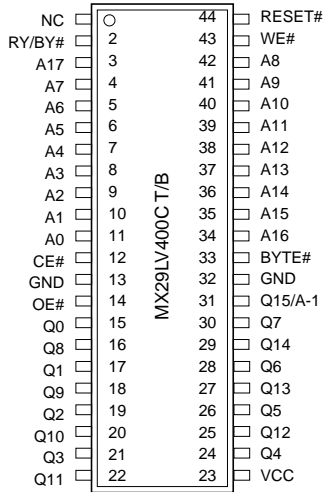 NC 44 RESET#
RY/BY# 2 43 WE#
A17 3 42 A8
A7 4 41 A9
A6 5 40 A10
A5 6 39 A11
A4 7 38 A12
A3 8 37 A13
A2 9 36 A14
A1 10 35 A15
A0 11 34 A16
CE# 12 33 BYTE#
GND 13 32 GND
OE# 14 31 Q15/A-1
Q0 15 30 Q7
Q8 16 29 Q14
Q1 17 28 Q6
Q9 18 27 Q13
Q2 19 26 Q5
Q10 20 25 Q12
Q3 21 24 Q4
Q11 22 23 VCC
MX29LV400C T/B